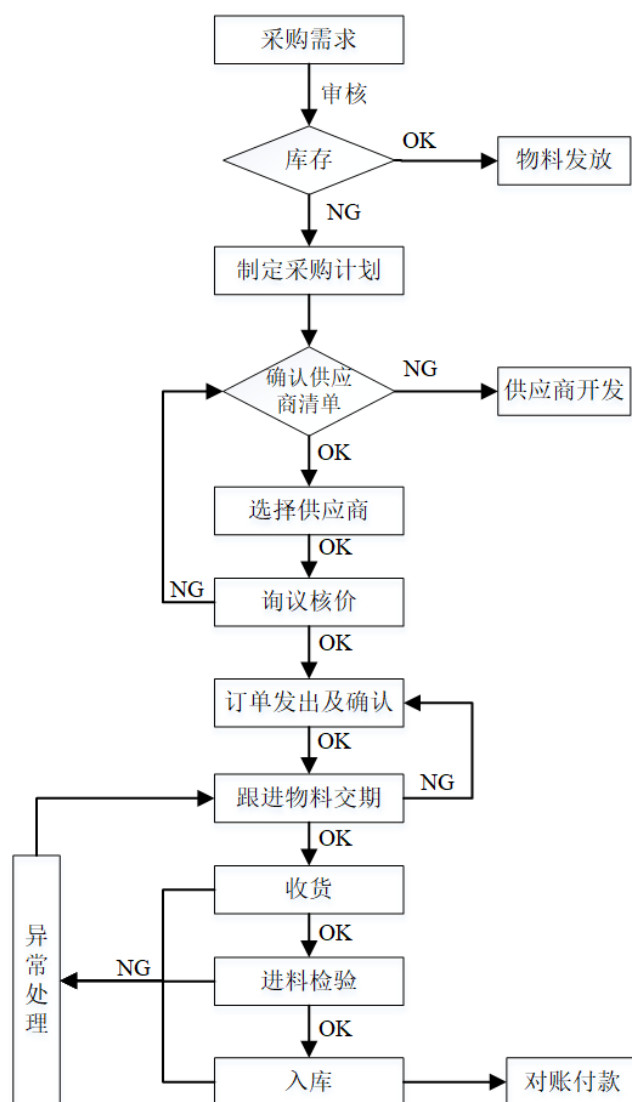 采购需求
审核
库存
OK
物料发放
NG
制定采购计划
确认供应
商清单
NG
供应商开发
OK
选择供应商
OK
NG
询议核价
OK
订单发出及确认
OK
跟进物料交期
NG
OK
收货
OK
异常处理
NG
进料检验
OK
入库
对账付款